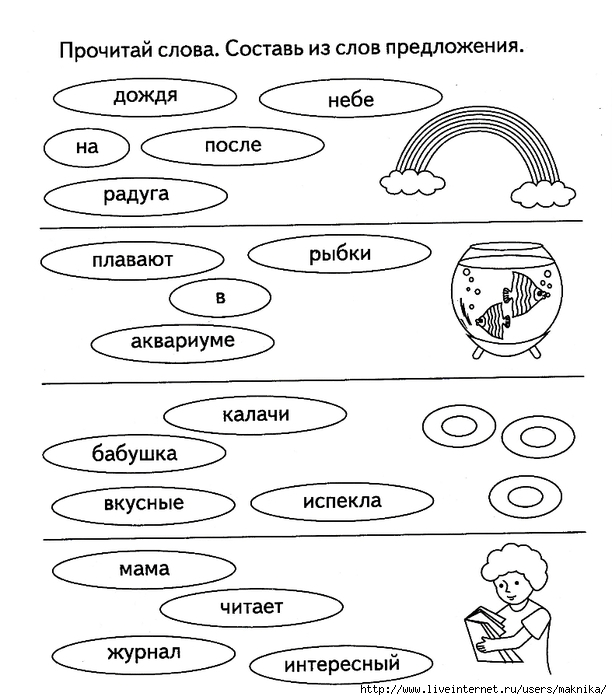 Прочитай слова. Составь из слов предложения.
дождя
небе
на
после
радуга
плавают
рыбки
в
аквариуме
калачи
бабушка
вкусные
испекла
мама
читает
журнал
интересный
http://www.liveinternet.ru/users/maknika/